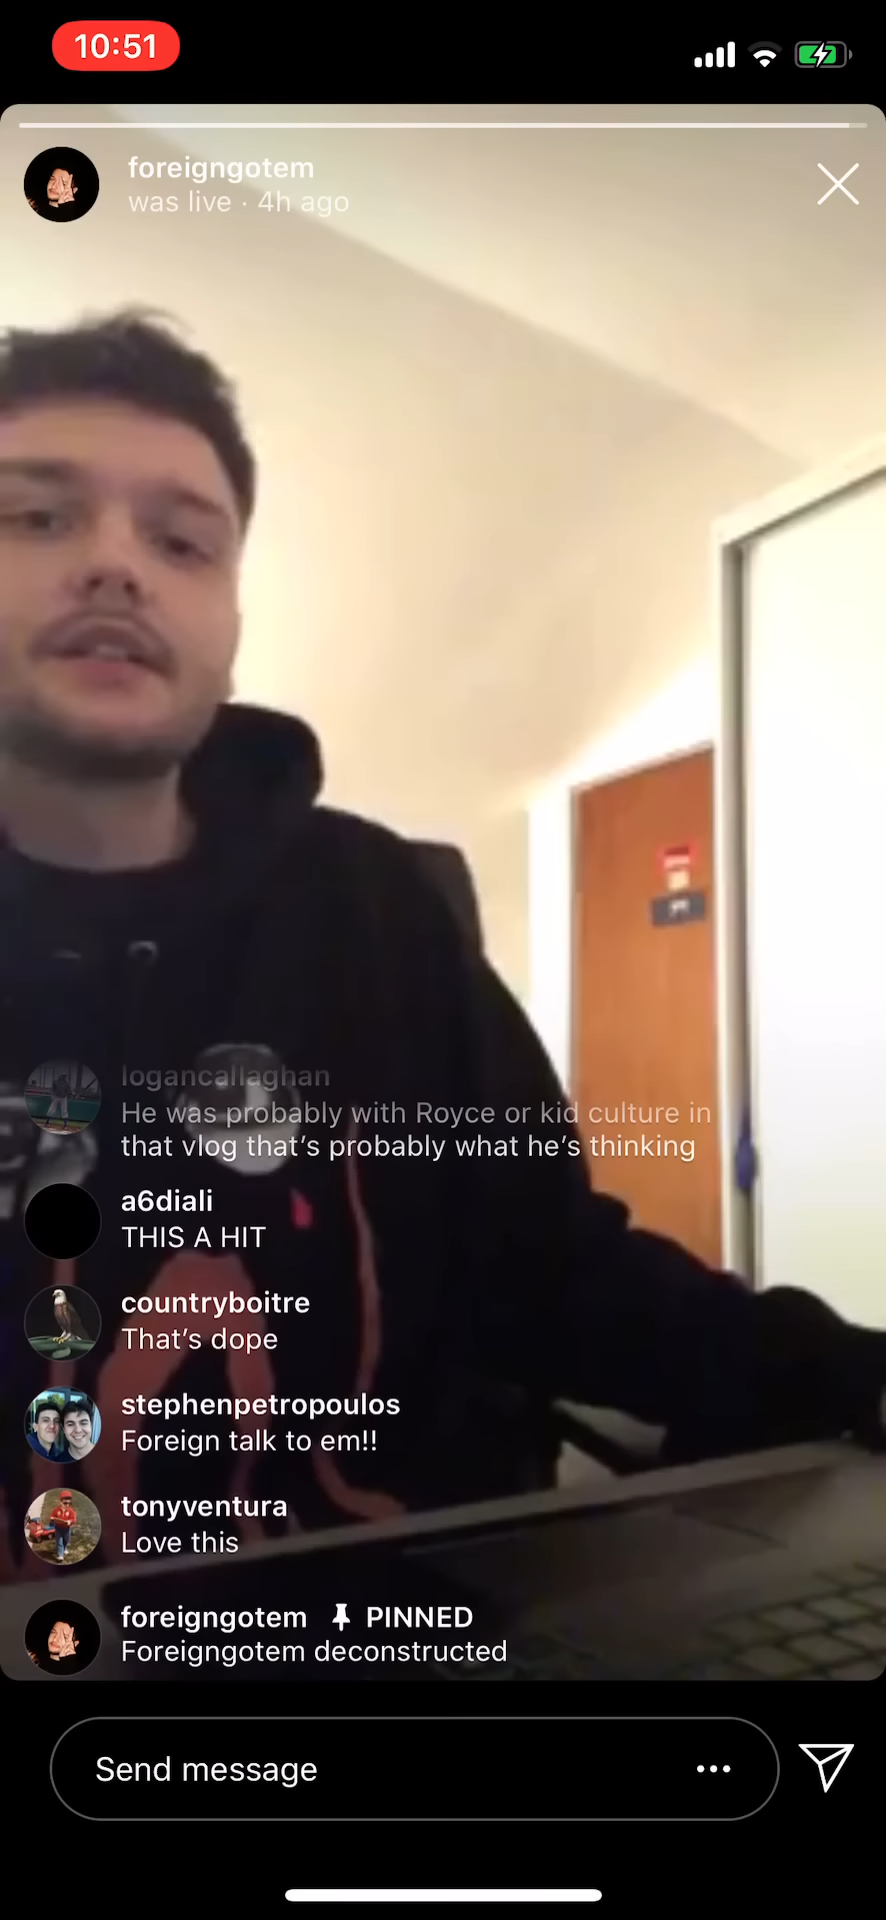 10:51
foreigngotem
was live · 4h ago
logancallaghan
He was probably with Royce or kid culture in
that vlog that’s probably what he’s thinking
a6diali
THIS A HIT
countryboitre
That’s dope
stephenpetropoulos
Foreign talk to em!!
tonyventura
Love this
foreigngotem PINNED
Foreigngotem deconstructed
Send message